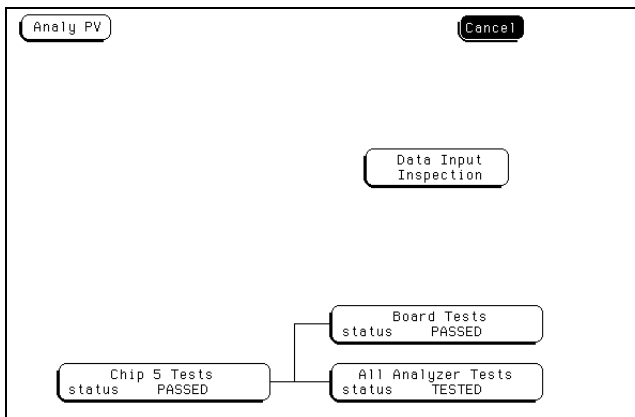 Analy PV
Cancel
Data Input
Inspection
Board Tests
status PASSED
Chip 5 Tests
status PASSED
All Analyzer Tests
status TESTED